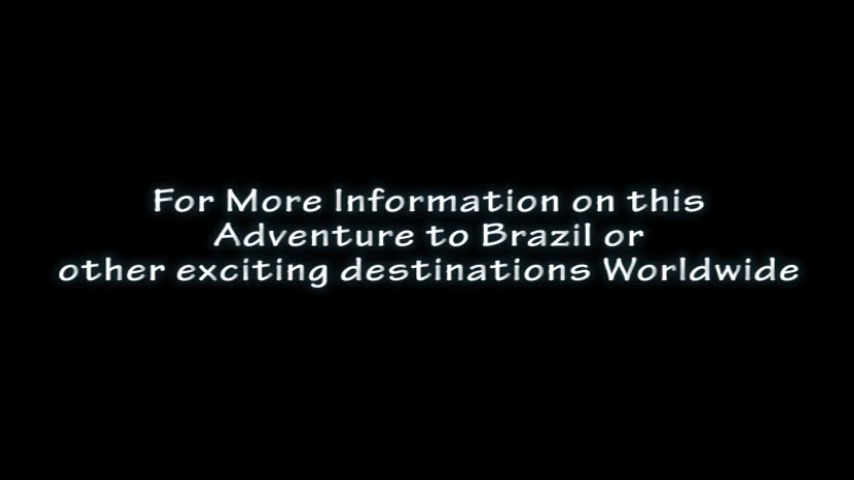 For More Information on this
Adventure to Brazil or
other exciting destinations Worldwide